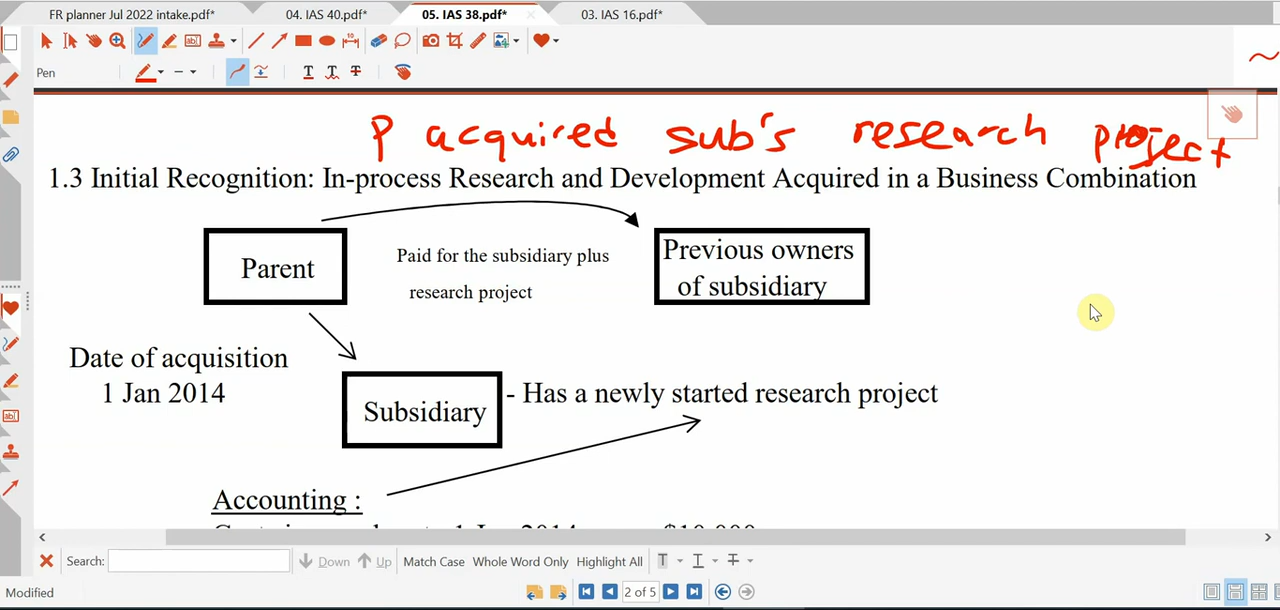 FR planner Jul 2022 intake.pdf* 04. IAS 40.pdf* 05. IAS 38.pdf* 03. IAS 16.pdf*
Pen
P acquired sub's research project
1.3 Initial Recognition: In-process Research and Development Acquired in a Business Combination
Parent
Paid for the subsidiary plus
research project
Previous owners
of subsidiary
Date of acquisition
1 Jan 2014
Subsidiary
- Has a newly started research project
Accounting :
Search: Down Up Match Case Whole Word Only Highlight All
Modified 2 of 5